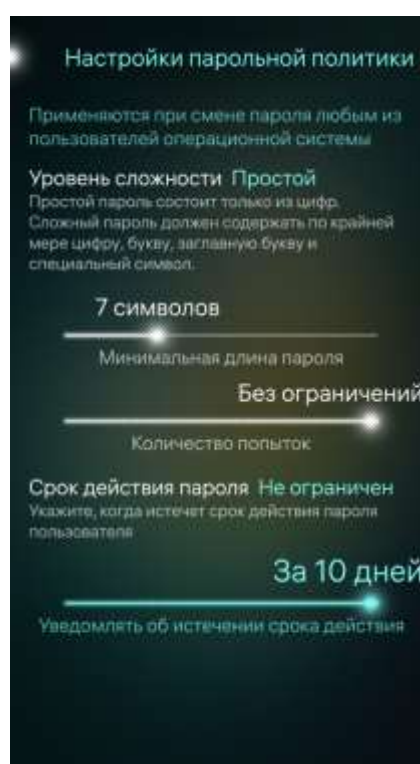 Настройки парольной политики
Применяются при смене пароля любым из
пользователей операционной системы
Уровень сложности Простой
Простой пароль состоит только из цифр.
Сложный пароль должен содержать по крайней
мере цифру, букву, заглавную букву и
специальный символ.
7 символов
Минимальная длина пароля
Без ограничений
Количество попыток
Срок действия пароля Не ограничен
Укажите, когда истечет срок действия пароля
пользователя
За 10 дней
Уведомлять об истечении срока действия